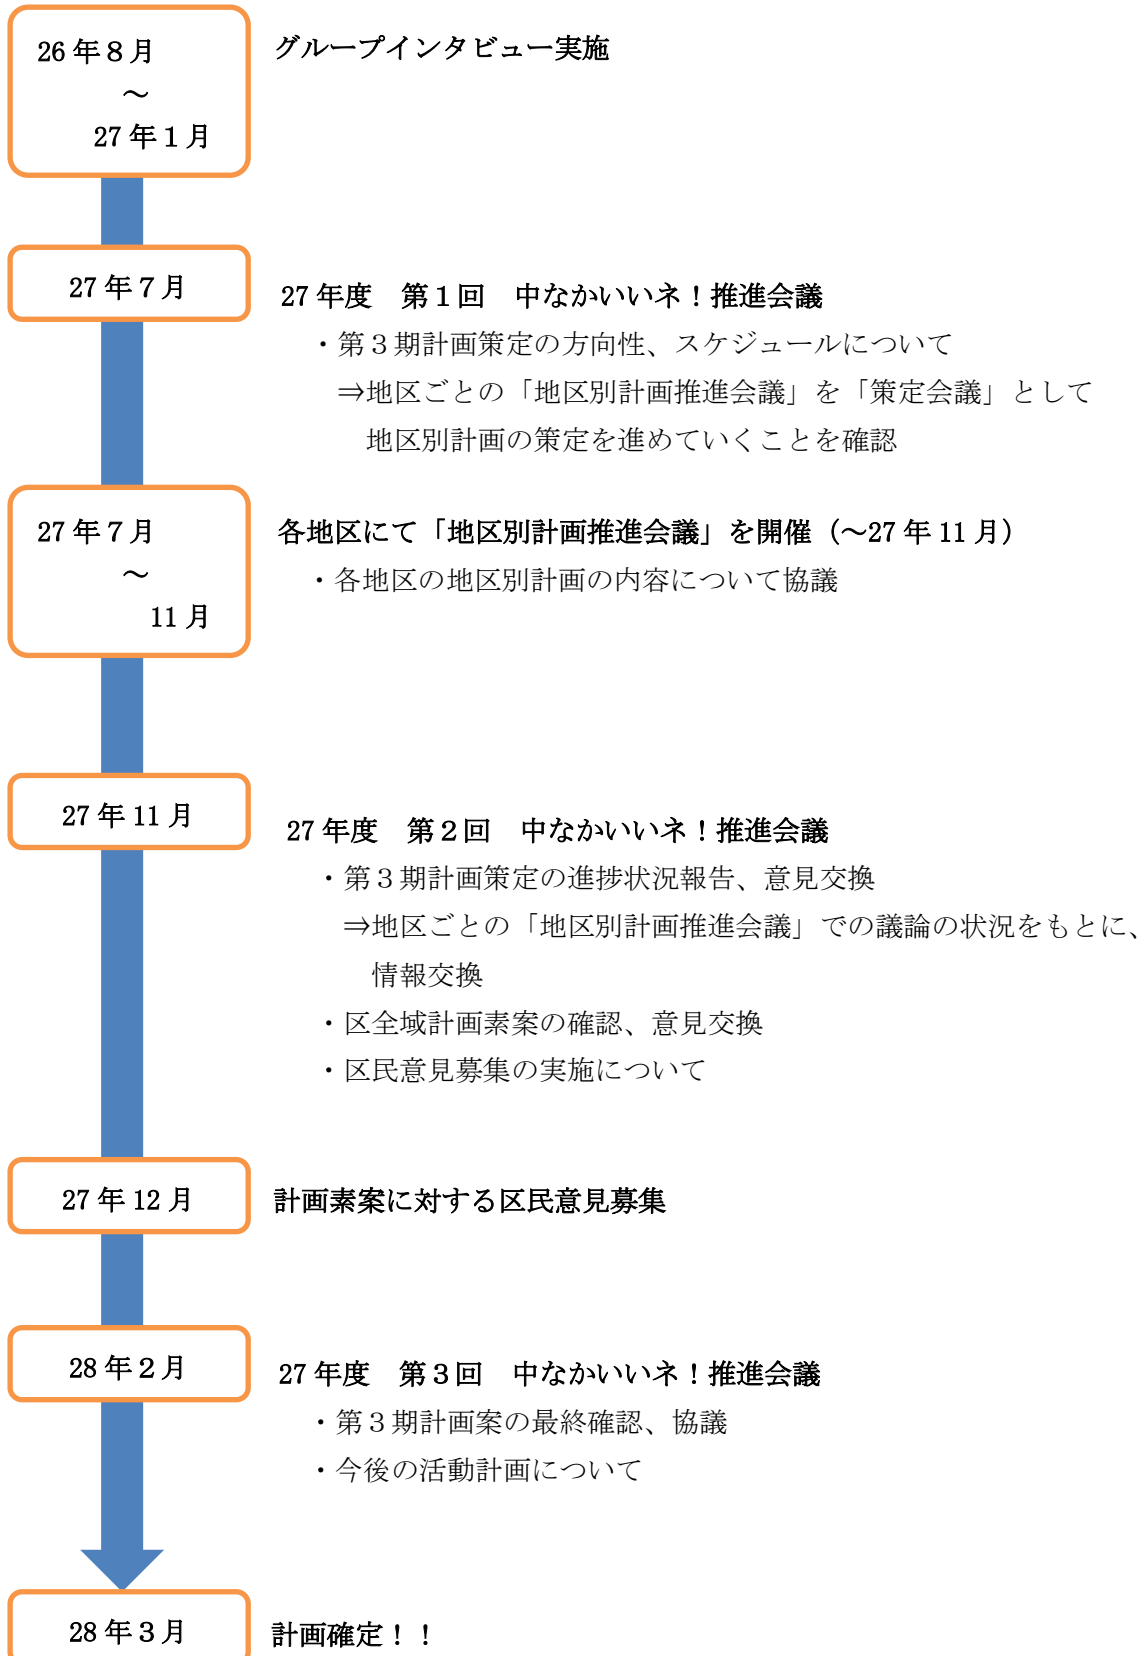 26年８月
～
27年１月
グループインタビュー実施
27年７月
27年度　第１回　中なかいいネ！推進会議
・第３期計画策定の方向性、スケジュールについて
⇒地区ごとの「地区別計画推進会議」を「策定会議」として
地区別計画の策定を進めていくことを確認
27年７月
～
11月
各地区にて「地区別計画推進会議」を開催（～27年11月）
・各地区の地区別計画の内容について協議
27年11月
27年度　第２回　中なかいいネ！推進会議
・第３期計画策定の進捗状況報告、意見交換
⇒地区ごとの「地区別計画推進会議」での議論の状況をもとに、
情報交換
・区全域計画素案の確認、意見交換
・区民意見募集の実施について
27年12月
計画素案に対する区民意見募集
28年２月
27年度　第３回　中なかいいネ！推進会議
・第３期計画案の最終確認、協議
・今後の活動計画について
28年３月
計画確定！！